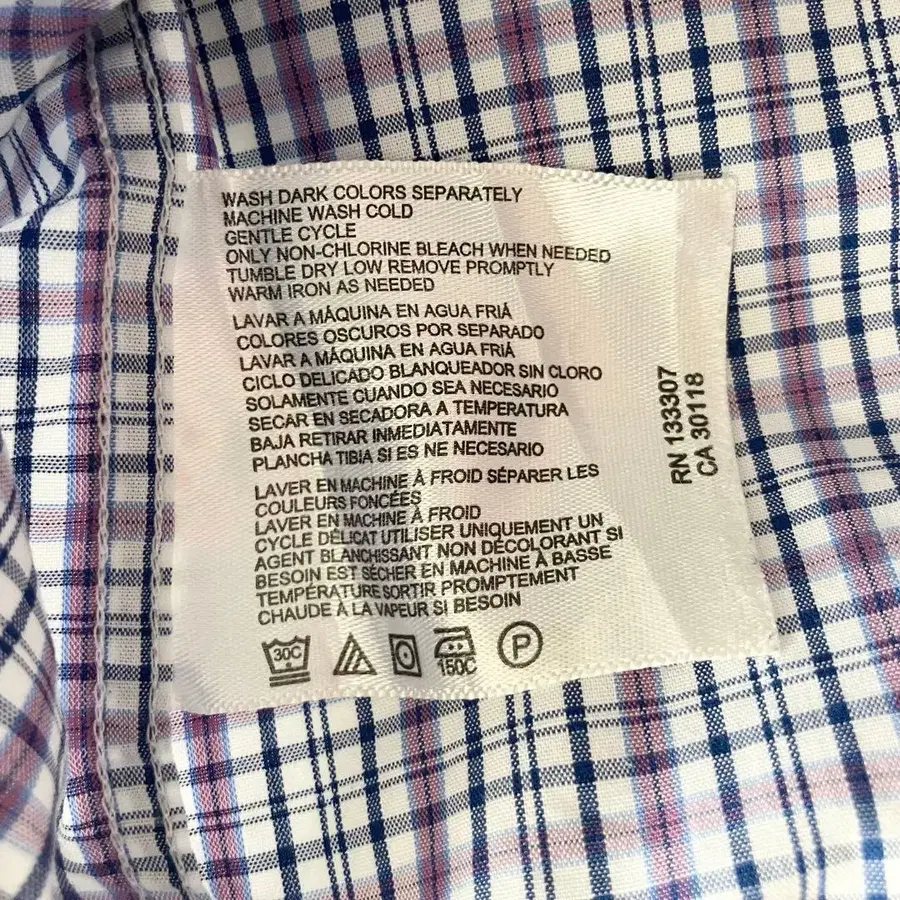 WASH DARK COLORS SEPARATELY
MACHINE WASH COLD
GENTLE CYCLE
ONLY NON-CHLORINE BLEACH WHEN NEEDED
TUMBLE DRY LOW REMOVE PROMPTLY
WARM IRON AS NEEDED
LAVAR A MÁQUINA EN AGUA FRIÁ
COLORES OSCUROS POR SEPARADO
LAVAR A MÁQUINA EN AGUA FRIÁ
CICLO DELICADO BLANQUEADOR SIN CLORO
SOLAMENTE CUANDO SEA NECESARIO
SECAR EN SECADORA A TEMPERATURA
BAJA RETIRAR INMEDIATAMENTE
PLANCHA TIBIA SI ES NE NECESARIO
LAVER EN MACHINE À FROID SÉPARER LES
COULEURS FONCÉES
LAVER EN MACHINE À FROID
CYCLE DÉLICAT UTILISER UNIQUEMENT UN
AGENT BLANCHISSANT NON DÉCOLORANT SI
BESOIN EST SÉCHER EN MACHINE À BASSE
TEMPÉRATURE SORTIR PROMPTEMENT
CHAUDE À LA VAPEUR SI BESOIN
30C
150C
P
RN 133307
CA 30118